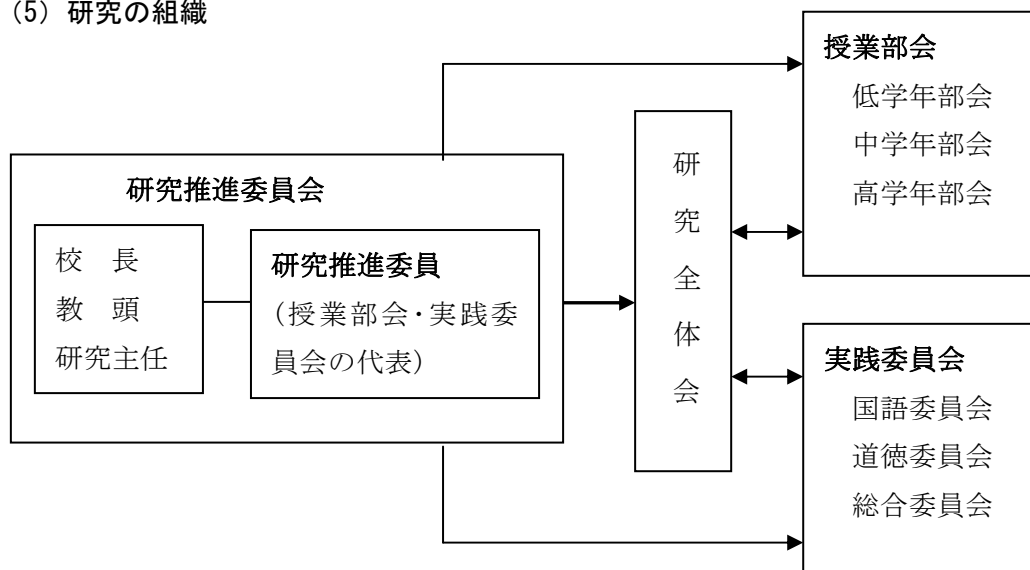 (5) 研究の組織
研究推進委員会
校　長
教　頭
研究主任
研究推進委員
（授業部会・実践委
員会の代表）
研究全体会
授業部会
低学年部会
中学年部会
高学年部会
実践委員会
国語委員会
道徳委員会
総合委員会